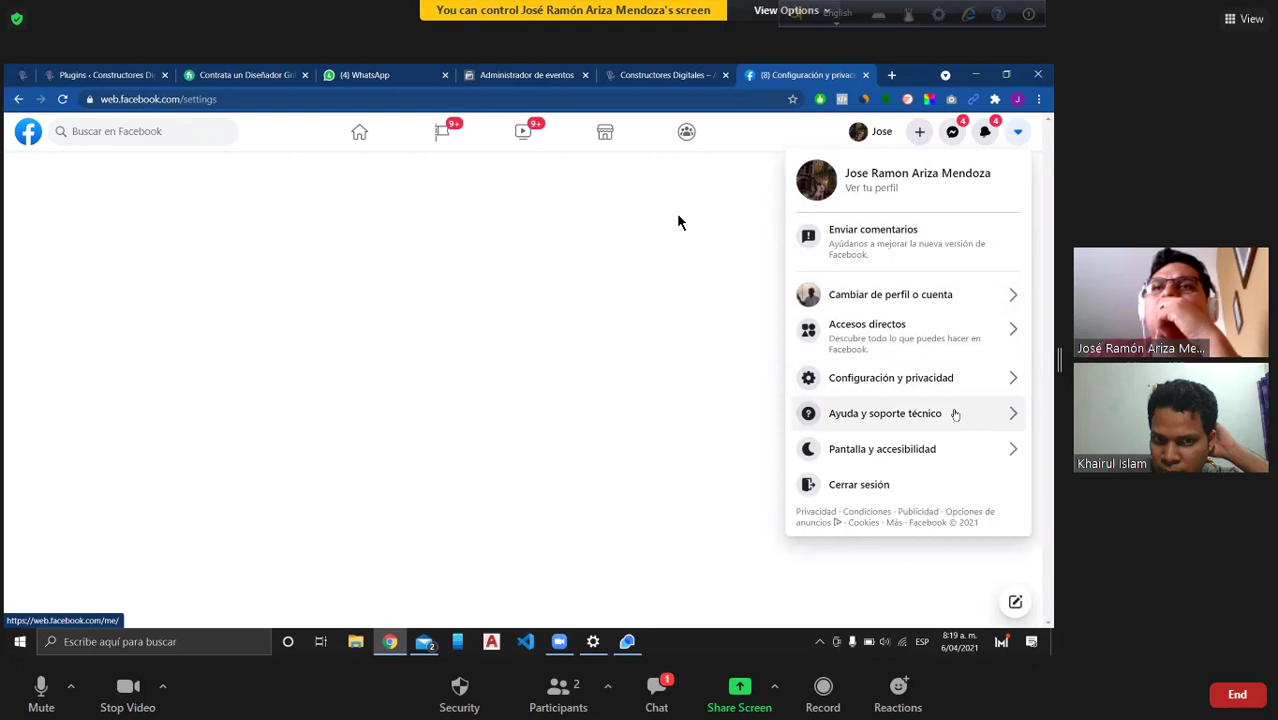 You can control José Ramón Ariza Mendoza's screen
View Options
English
View
Plugins ‹ Constructores Di
Contrata un Diseñador Gr
(4) WhatsApp
Administrador de eventos
Constructores Digitales – A
(8) Configuración y privac
web.facebook.com/settings
J
Buscar en Facebook
9+
9+
Jose
4
4
Jose Ramon Ariza Mendoza
Ver tu perfil
Enviar comentarios
Ayúdanos a mejorar la nueva versión de
Facebook.
Cambiar de perfil o cuenta
Accesos directos
Descubre todo lo que puedes hacer en
Facebook.
Configuración y privacidad
Ayuda y soporte técnico
Pantalla y accesibilidad
Cerrar sesión
Privacidad · Condiciones · Publicidad · Opciones de
anuncios · Cookies · Más · Facebook © 2021
José Ramón Ariza Me...
Khairul Islam
https://web.facebook.com/me/
Escribe aquí para buscar
2
ESP
8:19 a. m.
6/04/2021
Mute
Stop Video
Security
2
Participants
1
Chat
Share Screen
Record
Reactions
End